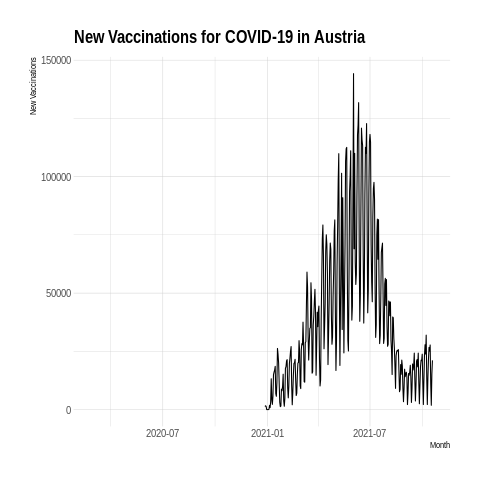 New Vaccinations for COVID-19 in Austria
New Vaccinations
150000
100000
50000
0
2020-07 2021-01 2021-07
Month